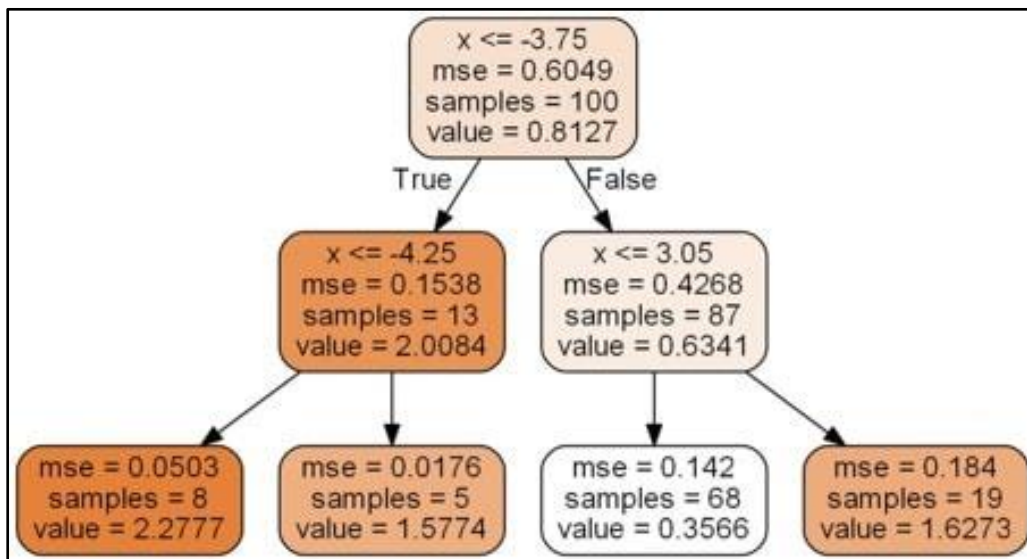 x <= -3.75
mse = 0.6049
samples = 100
value = 0.8127
True
False
x <= -4.25
mse = 0.1538
samples = 13
value = 2.0084
x <= 3.05
mse = 0.4268
samples = 87
value = 0.6341
mse = 0.0503
samples = 8
value = 2.2777
mse = 0.0176
samples = 5
value = 1.5774
mse = 0.142
samples = 68
value = 0.3566
mse = 0.184
samples = 19
value = 1.6273